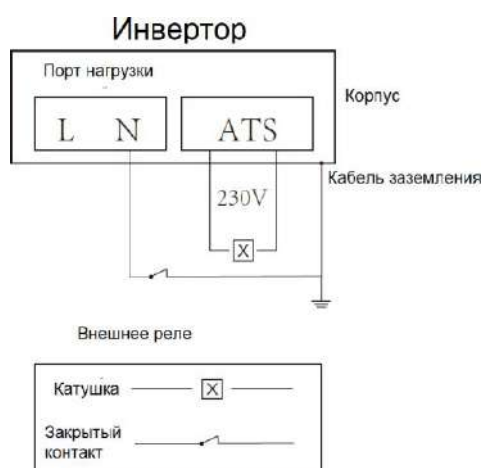 Инвертор
Порт нагрузки
Корпус
L N ATS
Кабель заземления
230V
X
Внешнее реле
Катушка X
Закрытый
контакт